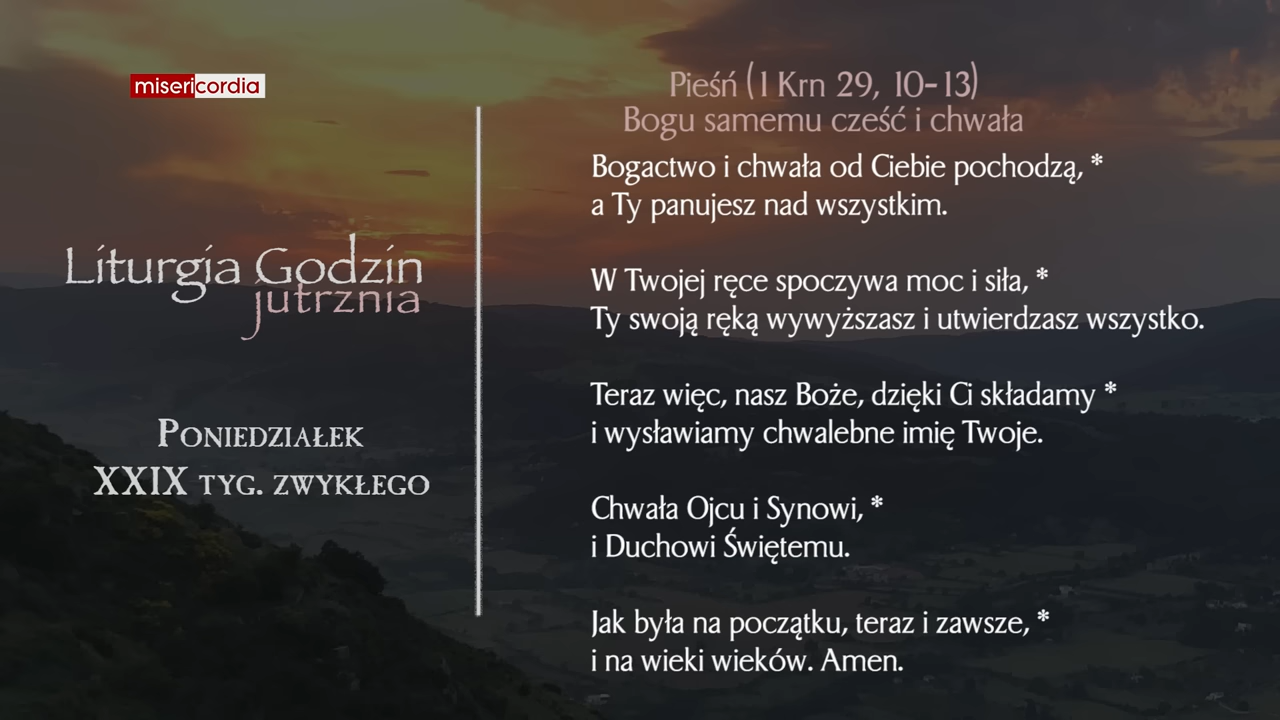 misericordia
Liturgia Godzin
jutrznia
Poniedziałek
XXIX tyg. zwykłego
Pieśń (1 Krn 29, 10-13)
Bogu samemu cześć i chwała
Bogactwo i chwała od Ciebie pochodzą, *
a Ty panujesz nad wszystkim.
W Twojej ręce spoczywa moc i siła, *
Ty swoją ręką wywyższasz i utwierdzasz wszystko.
Teraz więc, nasz Boże, dzięki Ci składamy *
i wysławiamy chwalebne imię Twoje.
Chwała Ojcu i Synowi, *
i Duchowi Świętemu.
Jak była na początku, teraz i zawsze, *
i na wieki wieków. Amen.